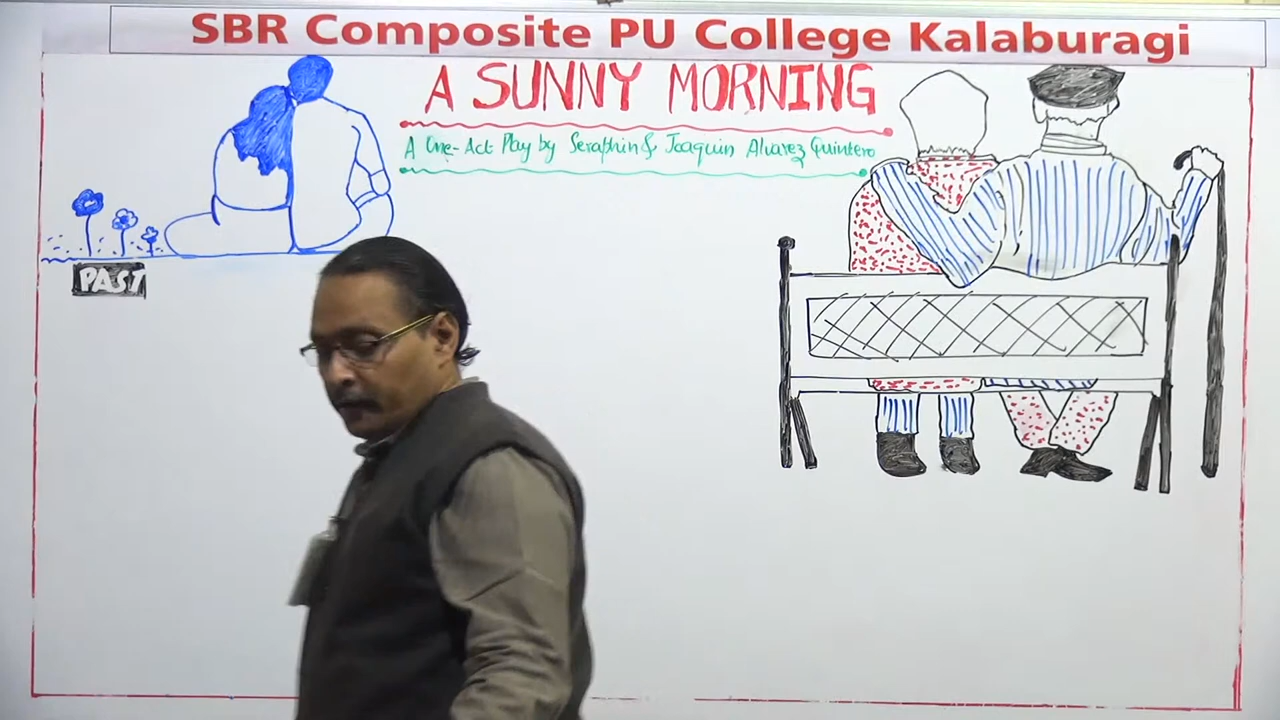 SBR Composite PU College Kalaburagi
A SUNNY MORNING
A One-Act Play by Seraphin & Joaquin Alvarez Quintero
PAST